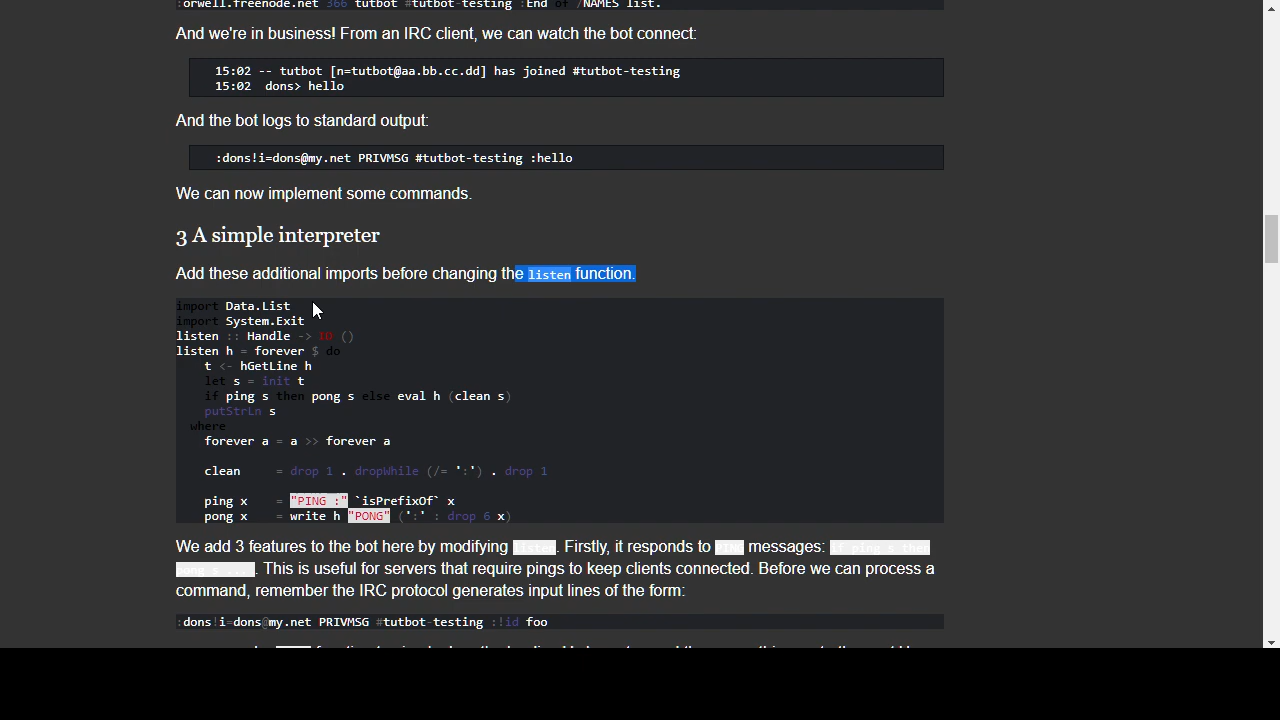 :orwell.freenode.net 366 tutbot #tutbot-testing :End of /NAMES list.
And we're in business! From an IRC client, we can watch the bot connect:
15:02 -- tutbot [n=tutbot@aa.bb.cc.dd] has joined #tutbot-testing
15:02 dons> hello
And the bot logs to standard output:
:dons!i=dons@my.net PRIVMSG #tutbot-testing :hello
We can now implement some commands.
3 A simple interpreter
Add these additional imports before changing the listen function.
import Data.List
import System.Exit
listen :: Handle -> IO ()
listen h = forever $ do
t <- hGetLine h
let s = init t
if ping s then pong s else eval h (clean s)
putStrLn s
where
forever a = a >> forever a
clean = drop 1 . dropWhile (/= ':') . drop 1
ping x = "PING :" `isPrefixOf` x
pong x = write h "PONG" (':' : drop 6 x)
We add 3 features to the bot here by modifying listen. Firstly, it responds to PING messages: if ping s then
pong s ... . This is useful for servers that require pings to keep clients connected. Before we can process a
command, remember the IRC protocol generates input lines of the form:
:dons!i=dons@my.net PRIVMSG #tutbot-testing :!id foo